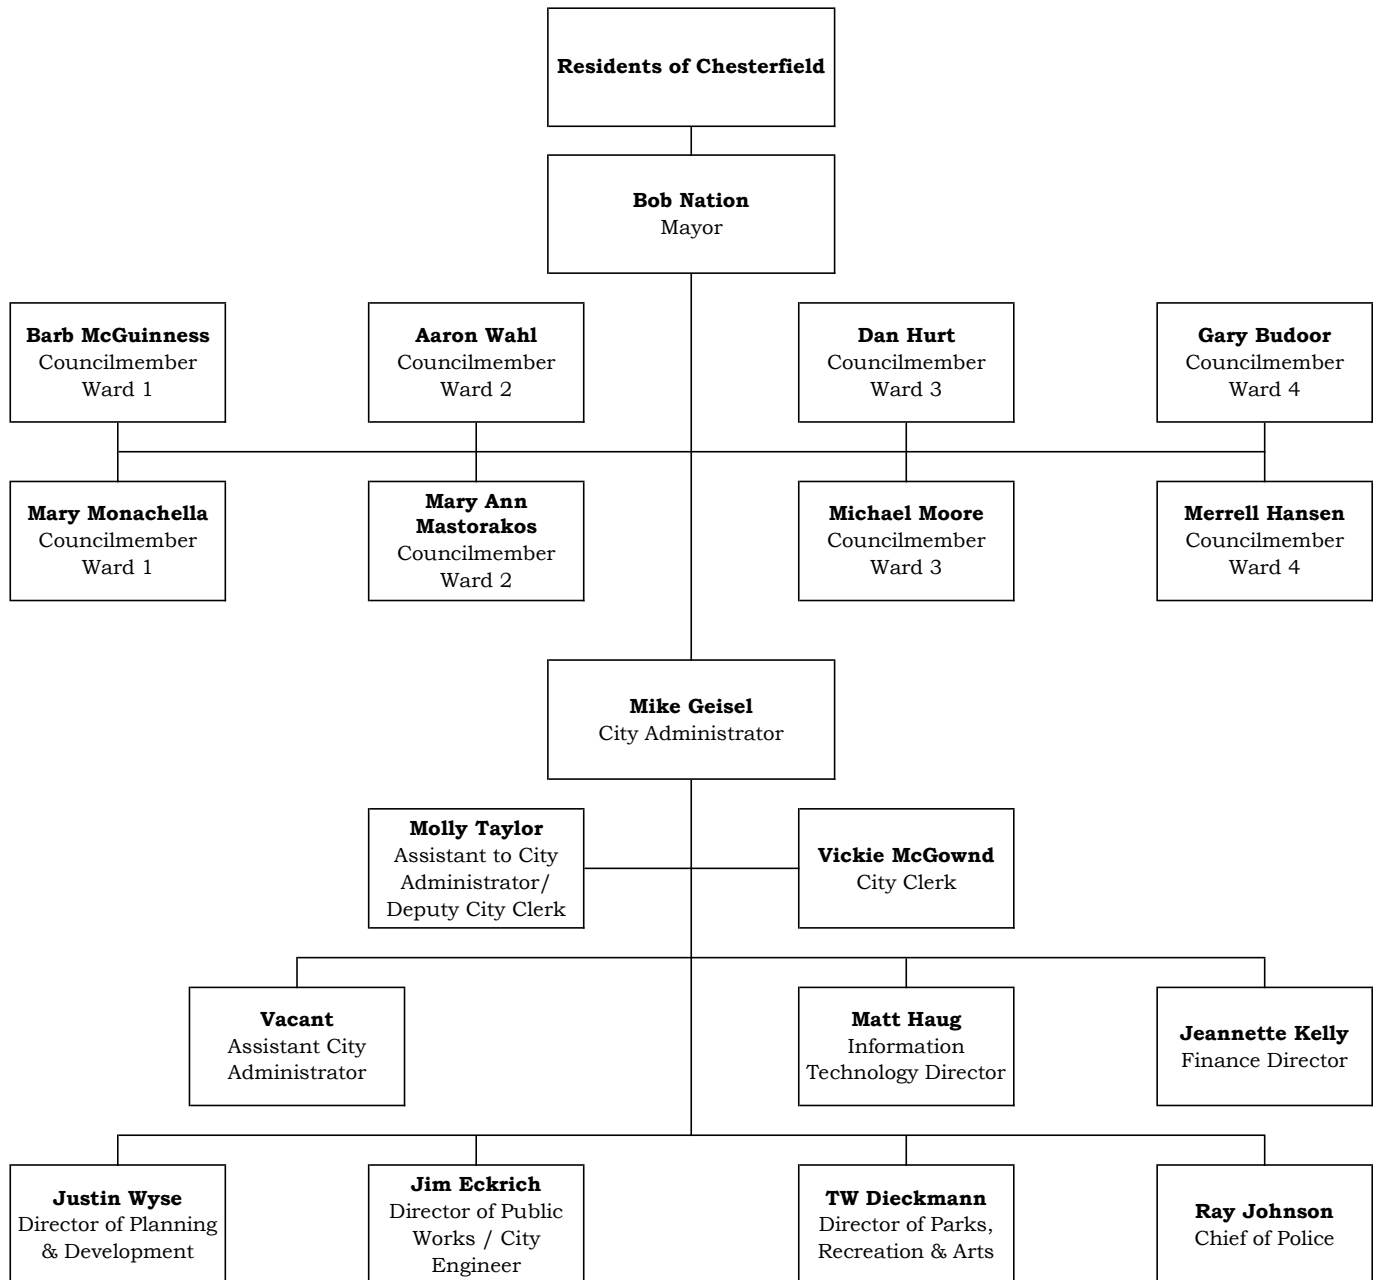 Residents of Chesterfield
Bob Nation
Mayor
Barb McGuinness
Councilmember
Ward 1
Aaron Wahl
Councilmember
Ward 2
Dan Hurt
Councilmember
Ward 3
Gary Budoor
Councilmember
Ward 4
Mary Monachella
Councilmember
Ward 1
Mary Ann
Mastorakos
Councilmember
Ward 2
Michael Moore
Councilmember
Ward 3
Merrell Hansen
Councilmember
Ward 4
Mike Geisel
City Administrator
Molly Taylor
Assistant to City
Administrator/
Deputy City Clerk
Vickie McGownd
City Clerk
Vacant
Assistant City
Administrator
Matt Haug
Information
Technology Director
Jeannette Kelly
Finance Director
Justin Wyse
Director of Planning
& Development
Jim Eckrich
Director of Public
Works / City
Engineer
TW Dieckmann
Director of Parks,
Recreation & Arts
Ray Johnson
Chief of Police